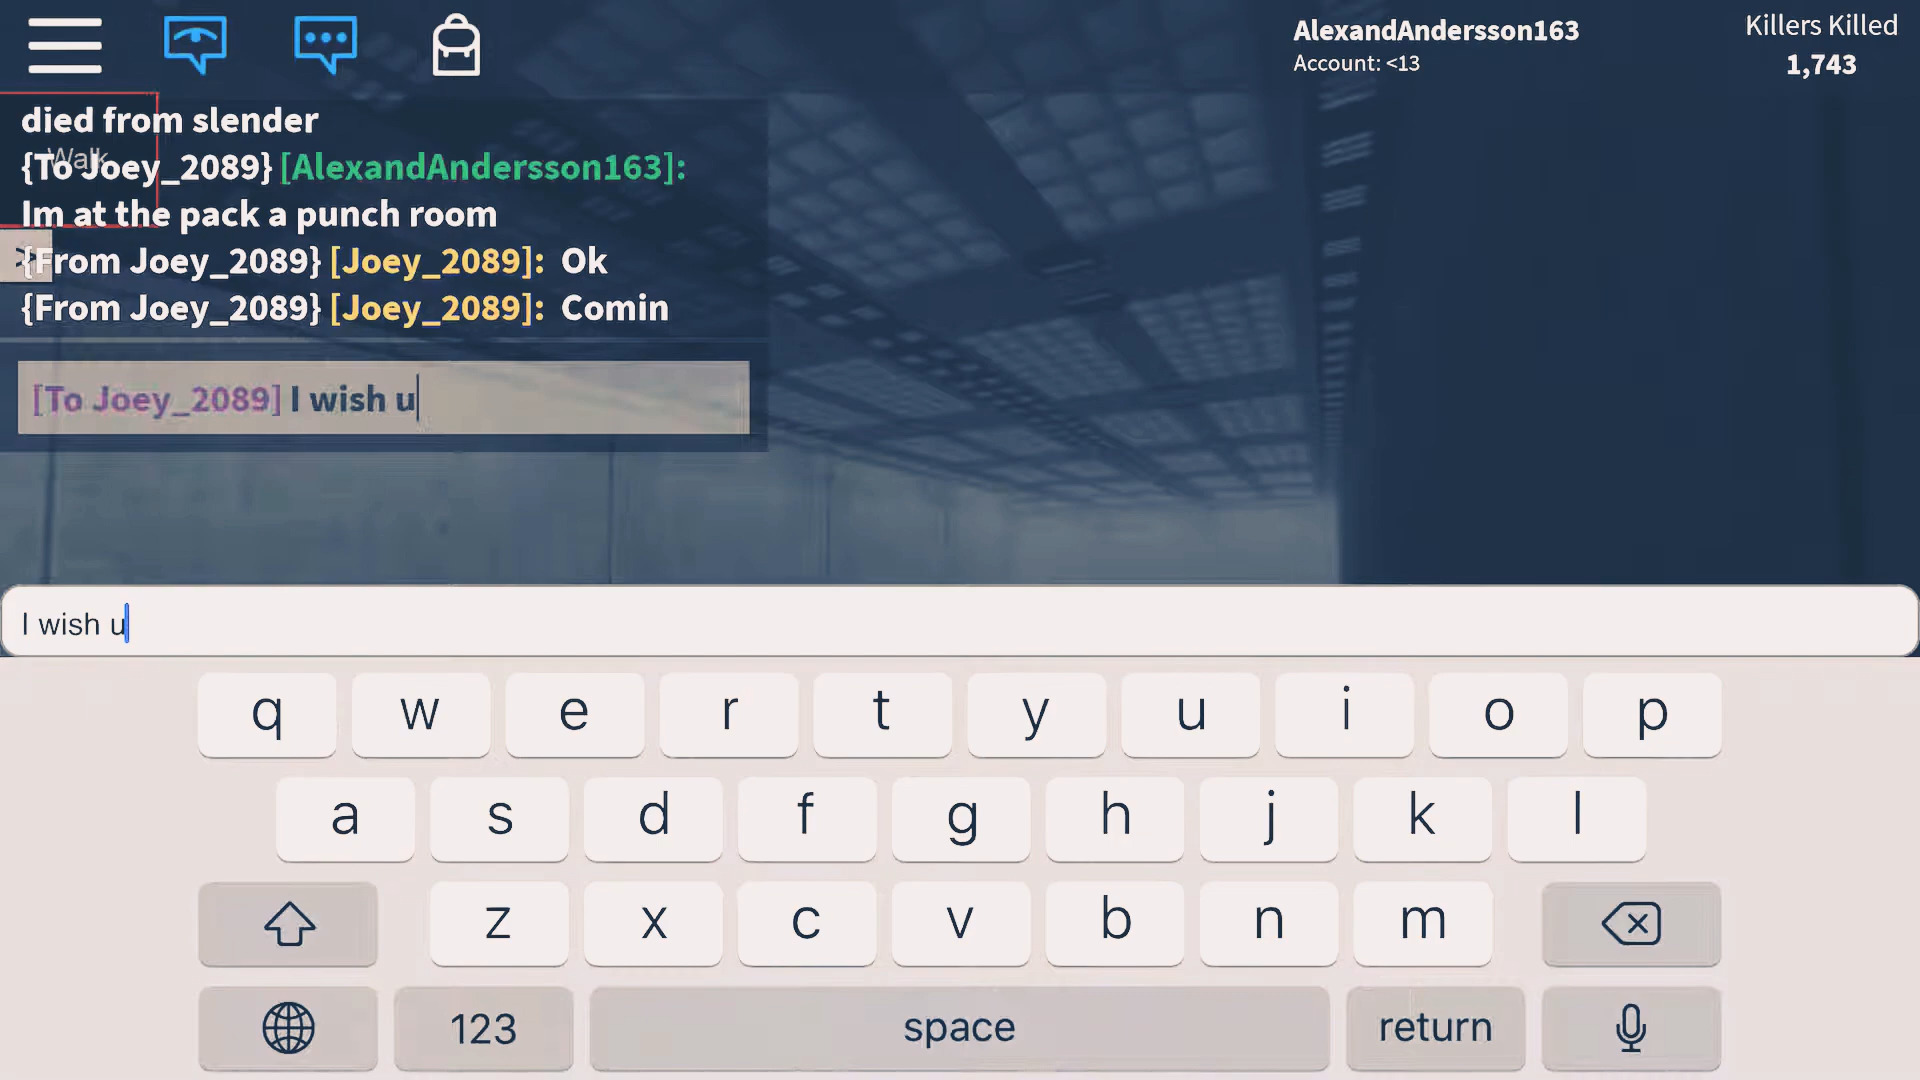 AlexandAndersson163
Account: <13
Killers Killed
1,743
died from slender
Walk
{To Joey_2089} [AlexandAndersson163]:
Im at the pack a punch room
{From Joey_2089} [Joey_2089]: Ok
{From Joey_2089} [Joey_2089]: Comin
[To Joey_2089] I wish u
I wish u
q w e r t y u i o p
a s d f g h j k l
z x c v b n m
123 space return